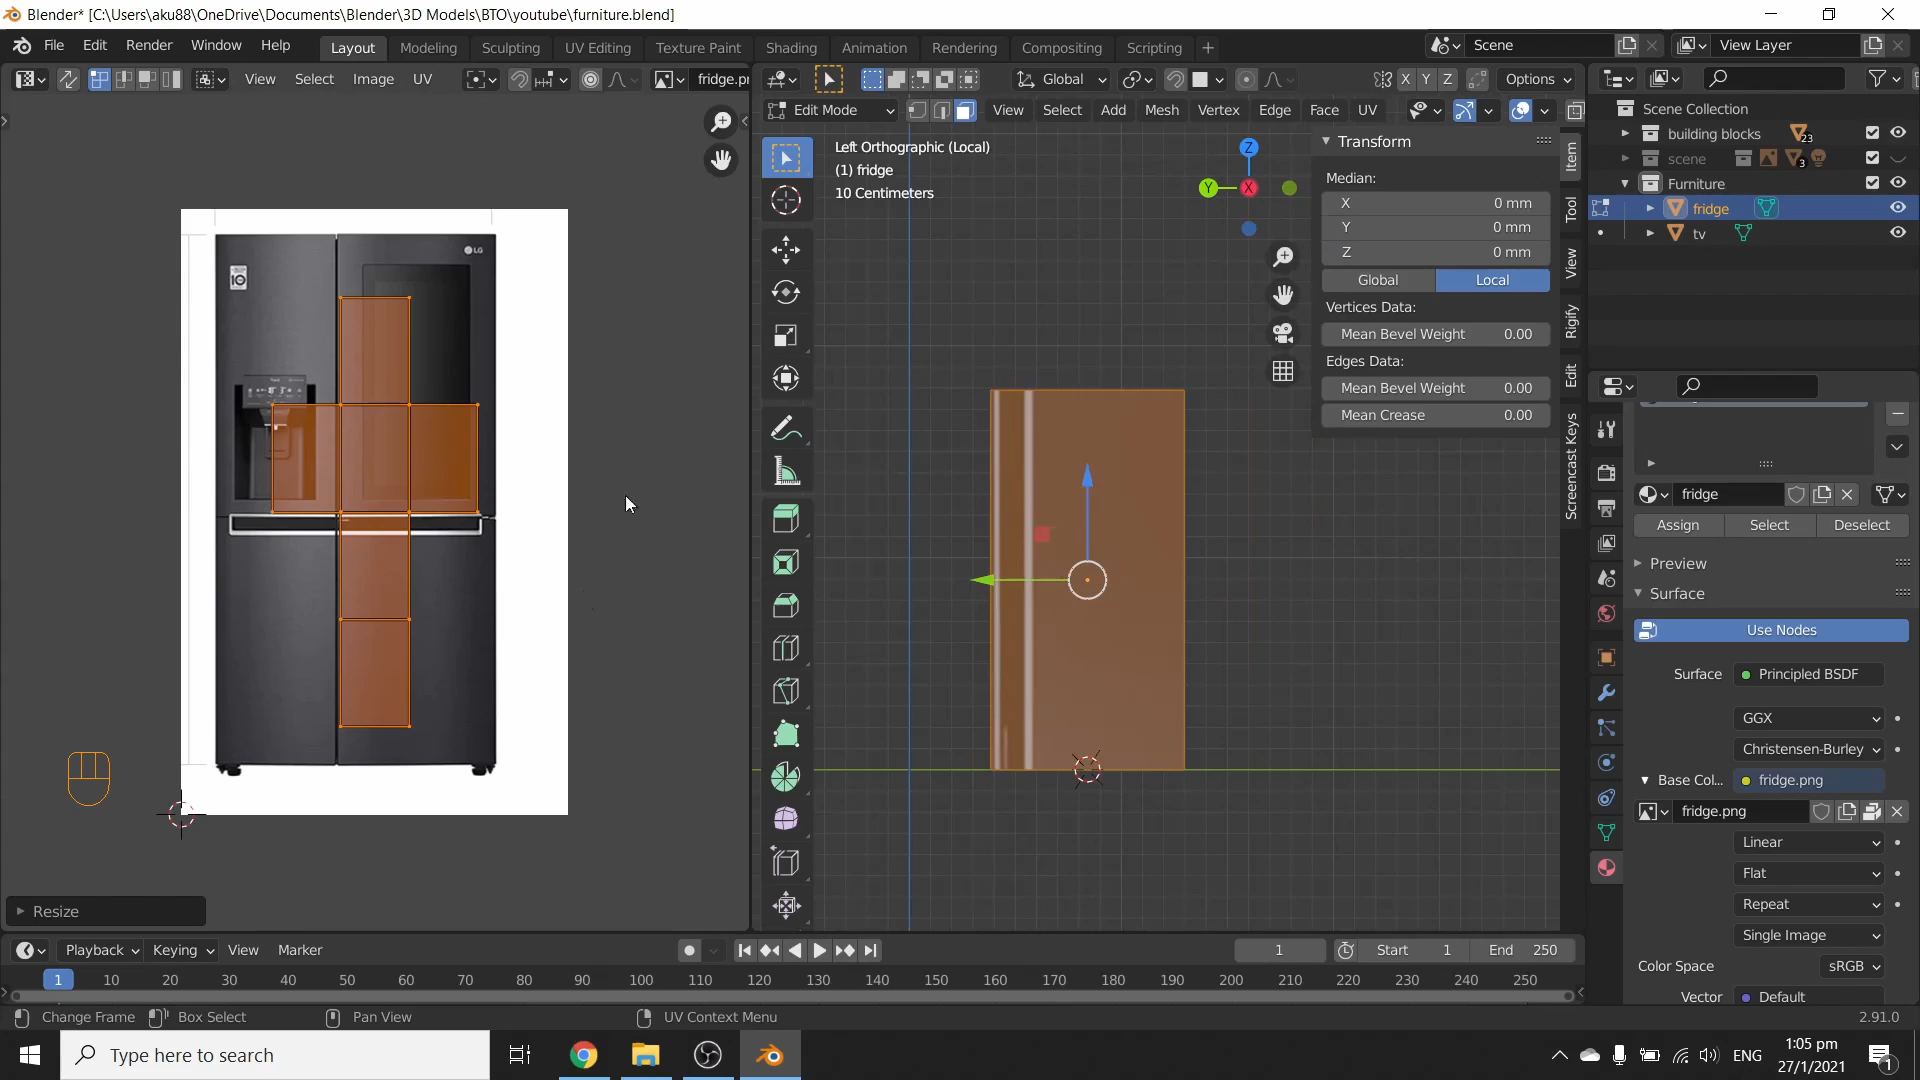 Blender* [C:\Users\aku88\OneDrive\Documents\Blender\3D Models\BTO\youtube\furniture.blend]
File Edit Render Window Help Layout Modeling Sculpting UV Editing Texture Paint Shading Animation Rendering Compositing Scripting + Scene View Layer
View Select Image UV fridge.pr Global X Y Z Options
Edit Mode View Select Add Mesh Vertex Edge Face UV
Left Orthographic (Local)
(1) fridge
10 Centimeters
Z
Y
X
LG
Transform
Median:
X 0 mm
Y 0 mm
Z 0 mm
Global Local
Vertices Data:
Mean Bevel Weight 0.00
Edges Data:
Mean Bevel Weight 0.00
Mean Crease 0.00
Item
Tool
View
Rigify
Edit
Screencast Keys
Scene Collection
building blocks 23
scene 3
Furniture
fridge
tv
fridge
Assign Select Deselect
Preview
Surface
Use Nodes
Surface Principled BSDF
GGX
Christensen-Burley
Base Col... fridge.png
fridge.png
Linear
Flat
Repeat
Single Image
Color Space sRGB
Vector Default
Resize
Playback Keying View Marker 1 Start 1 End 250
1 10 20 30 40 50 60 70 80 90 100 110 120 130 140 150 160 170 180 190 200 210 220 230 240 250
Change Frame Box Select Pan View UV Context Menu 2.91.0
Type here to search
ENG
1:05 pm
27/1/2021
1